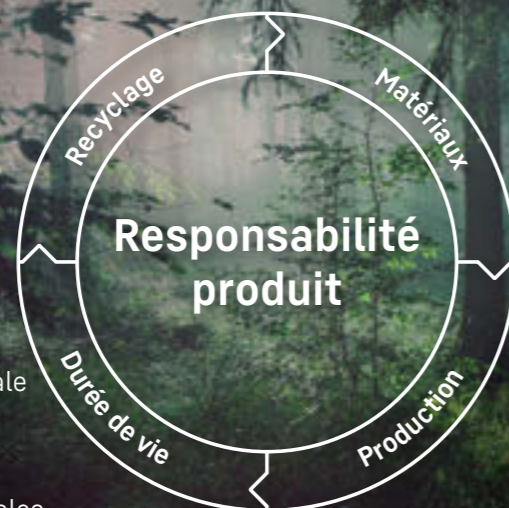 Recyclage
Matériaux
Responsabilité
produit
Durée de vie
Production